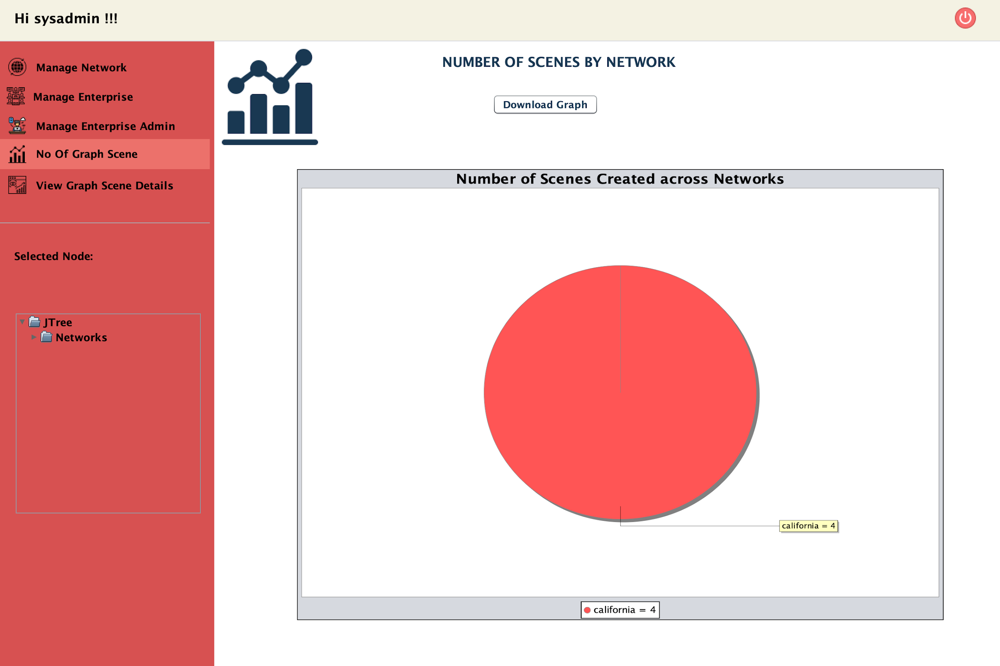 Hi sysadmin !!!
Manage Network
Manage Enterprise
Manage Enterprise Admin
No Of Graph Scene
View Graph Scene Details
Selected Node:
JTree
Networks
NUMBER OF SCENES BY NETWORK
Download Graph
Number of Scenes Created across Networks
california = 4
california = 4